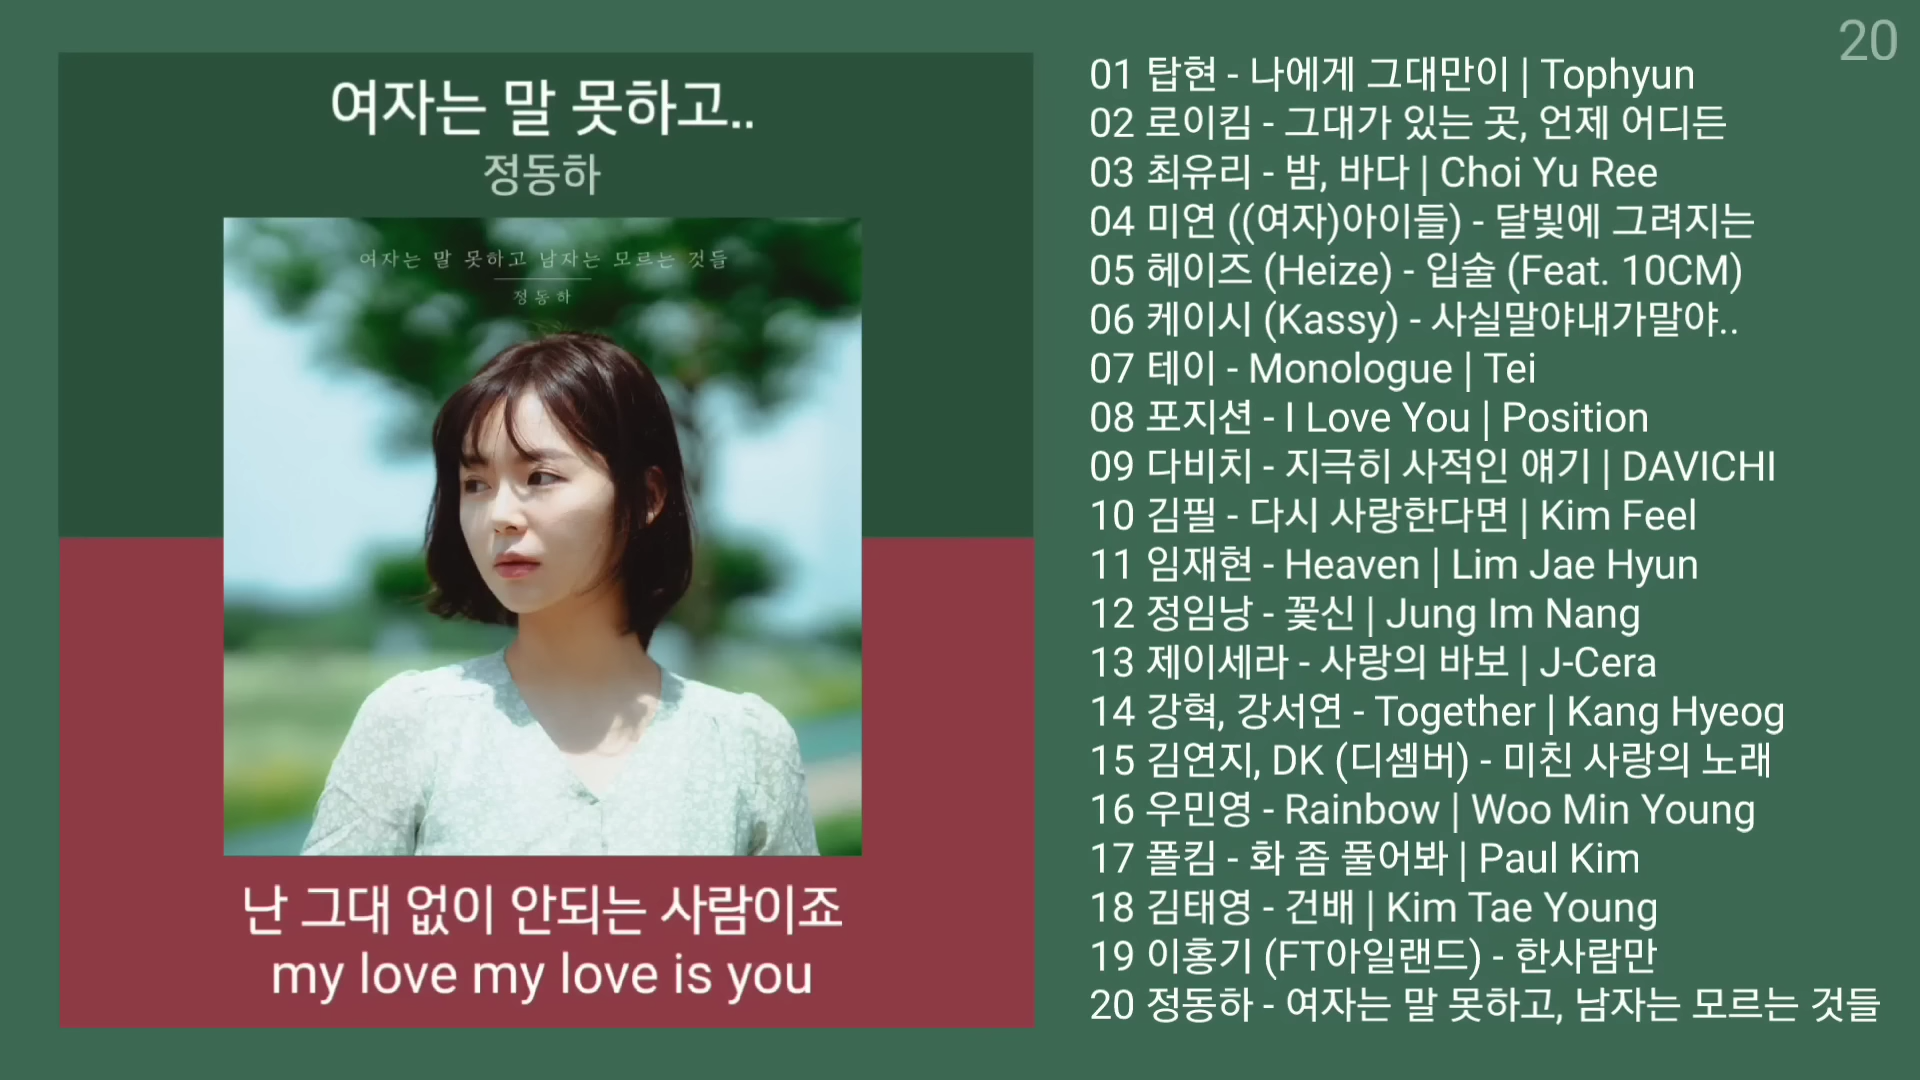 여자는 말 못하고..
정동하
여자는 말 못하고 남자는 모르는 것들
정동하
난 그대 없이 안되는 사람이죠
my love my love is you
20
01 탑현 - 나에게 그대만이 | Tophyun
02 로이킴 - 그대가 있는 곳, 언제 어디든
03 최유리 - 밤, 바다 | Choi Yu Ree
04 미연 ((여자)아이들) - 달빛에 그려지는
05 헤이즈 (Heize) - 입술 (Feat. 10CM)
06 케이시 (Kassy) - 사실말야내가말야..
07 테이 - Monologue | Tei
08 포지션 - I Love You | Position
09 다비치 - 지극히 사적인 얘기 | DAVICHI
10 김필 - 다시 사랑한다면 | Kim Feel
11 임재현 - Heaven | Lim Jae Hyun
12 정임낭 - 꽃신 | Jung Im Nang
13 제이세라 - 사랑의 바보 | J-Cera
14 강혁, 강서연 - Together | Kang Hyeog
15 김연지, DK (디셈버) - 미친 사랑의 노래
16 우민영 - Rainbow | Woo Min Young
17 폴킴 - 화 좀 풀어봐 | Paul Kim
18 김태영 - 건배 | Kim Tae Young
19 이홍기 (FT아일랜드) - 한사람만
20 정동하 - 여자는 말 못하고, 남자는 모르는 것들